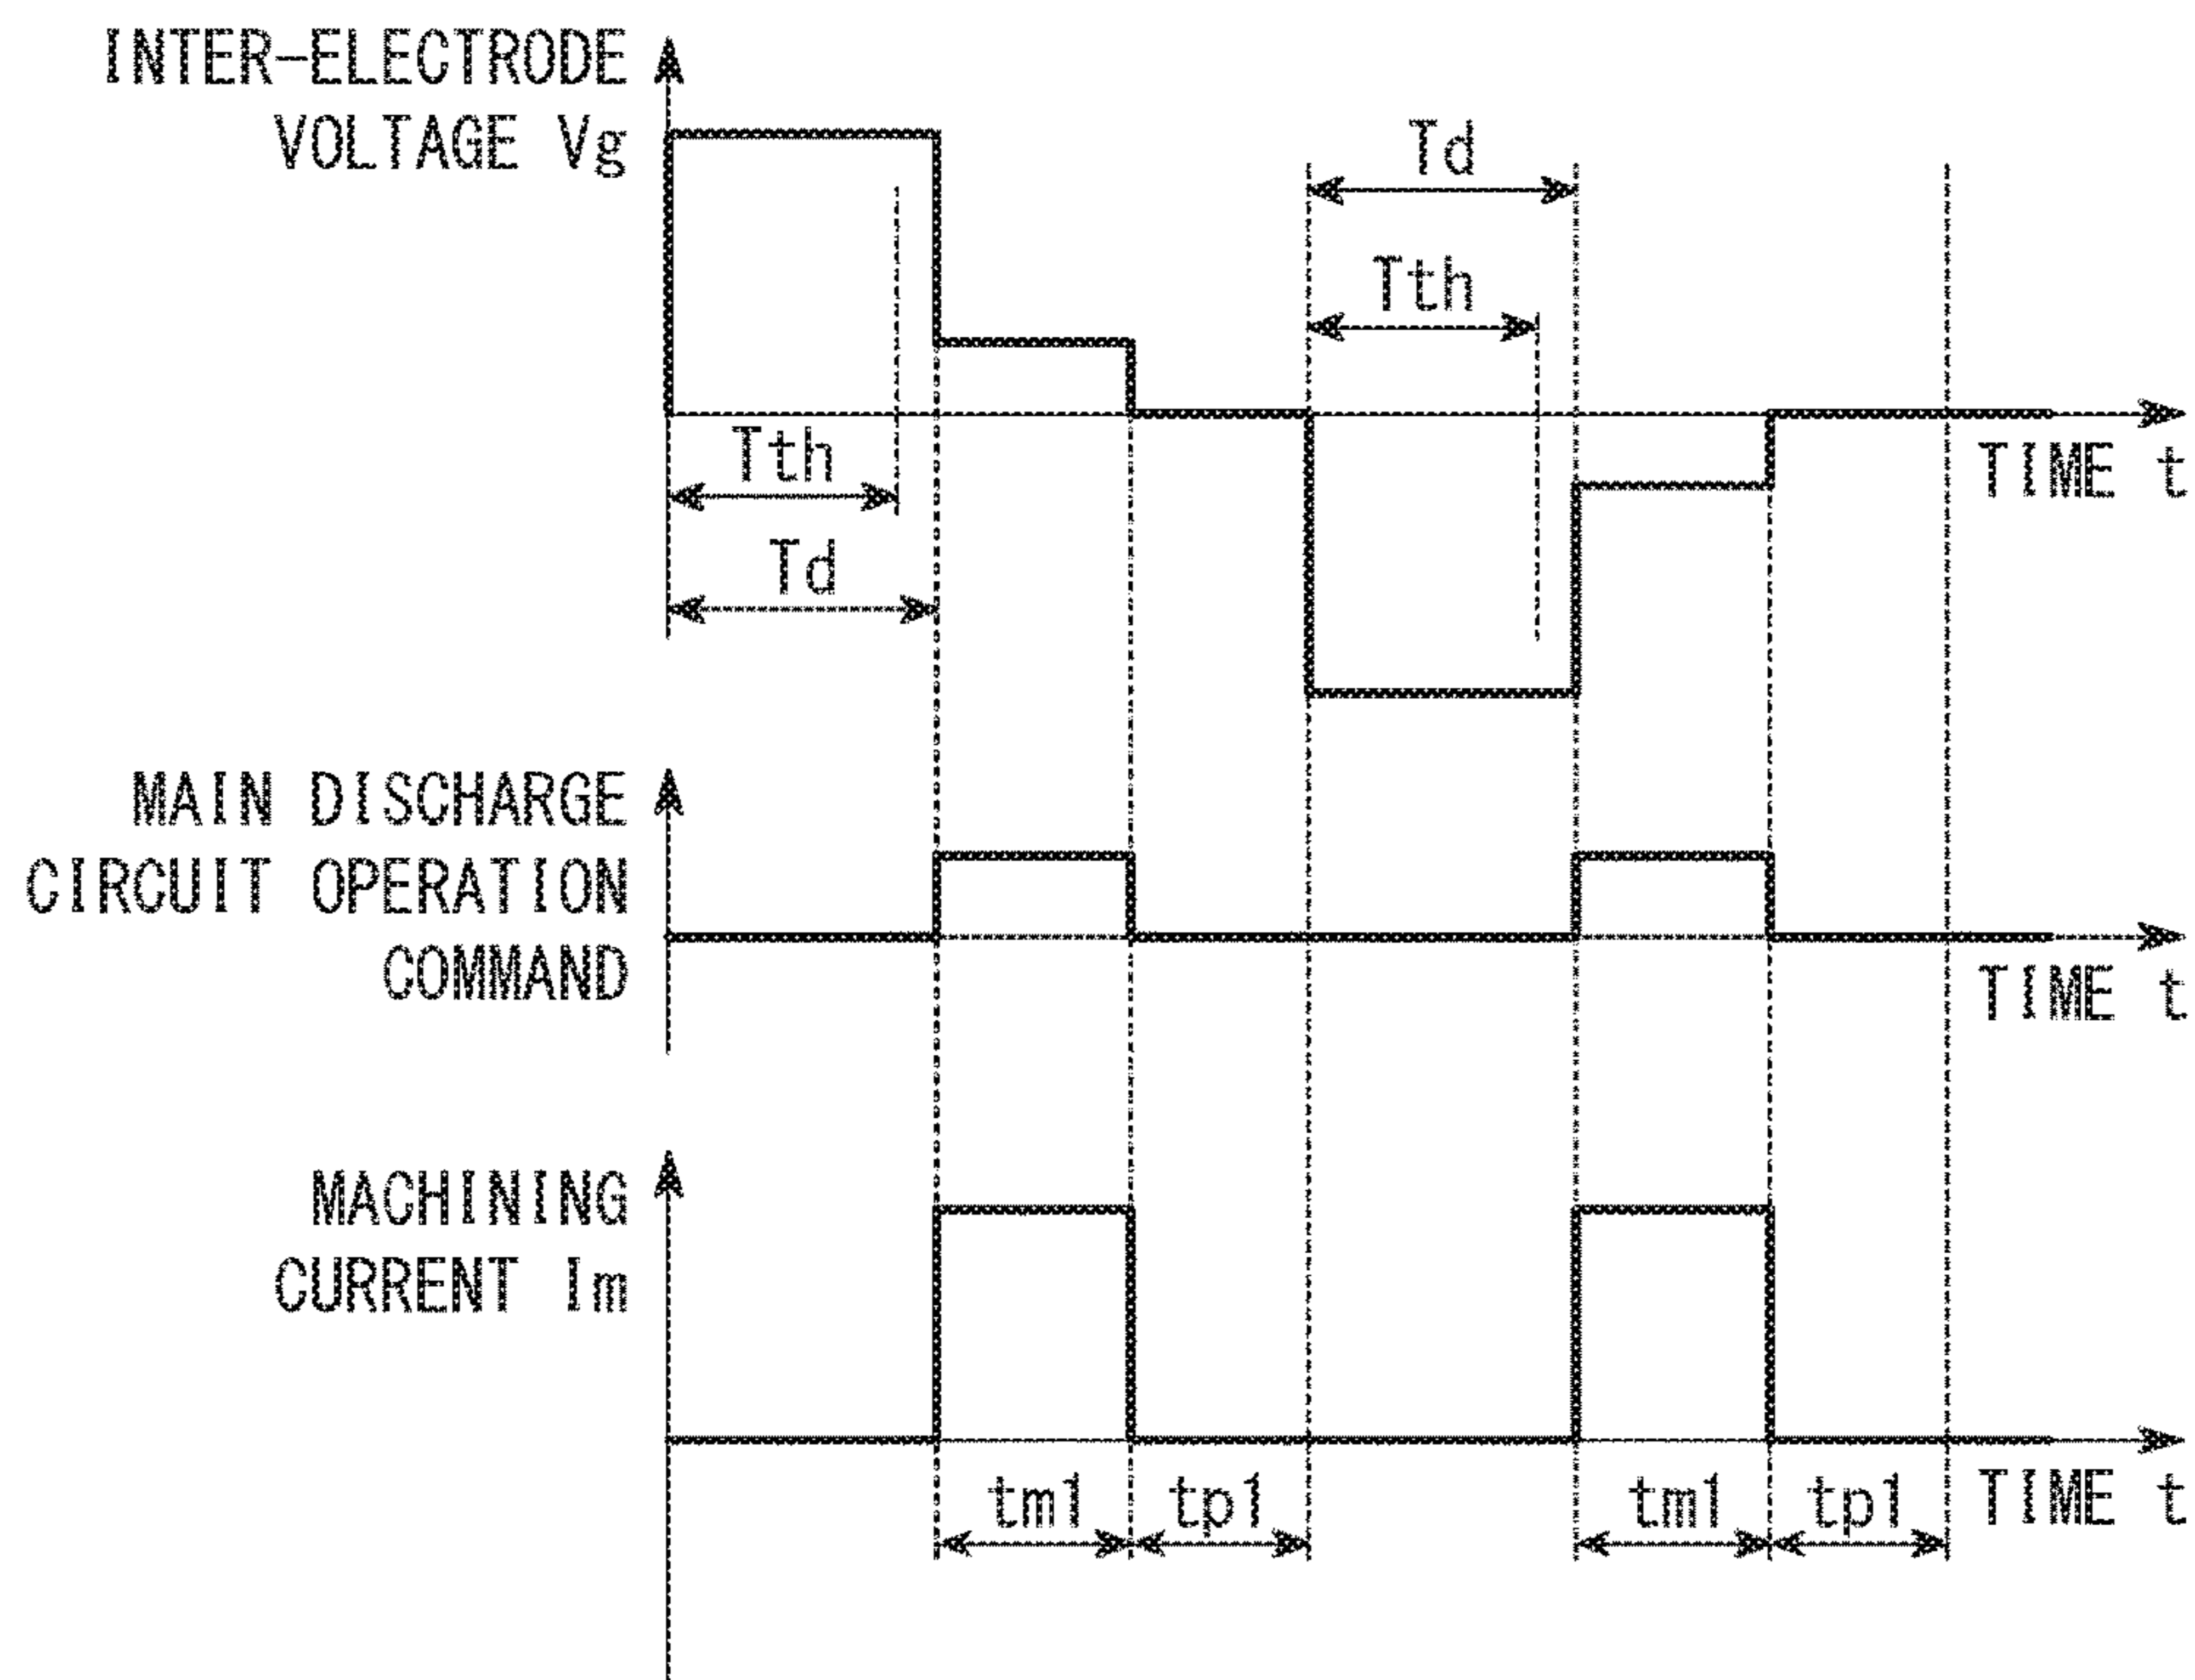 INTER-ELECTRODE
VOLTAGE Vg
Td
Tth
Tth
Td
TIME t
MAIN DISCHARGE
CIRCUIT OPERATION
COMMAND
TIME t
MACHINING
CURRENT Im
tm1 tp1 tm1 tp1 TIME t